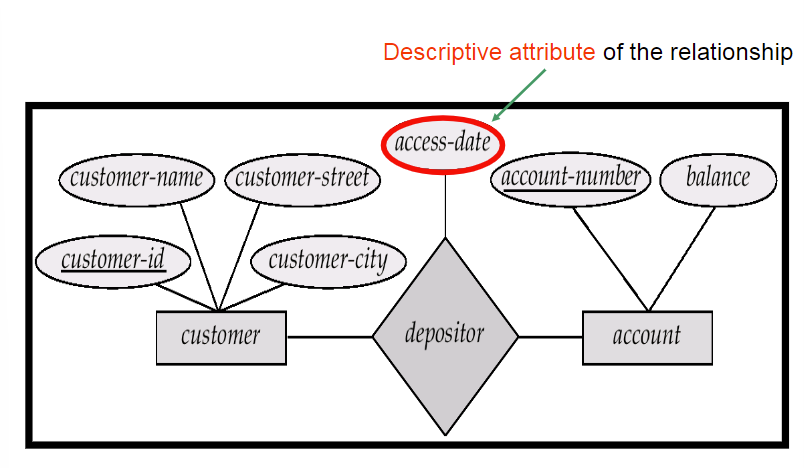 Descriptive attribute of the relationship
access-date
customer-name
customer-street
account-number
balance
customer-id
customer-city
customer
depositor
account